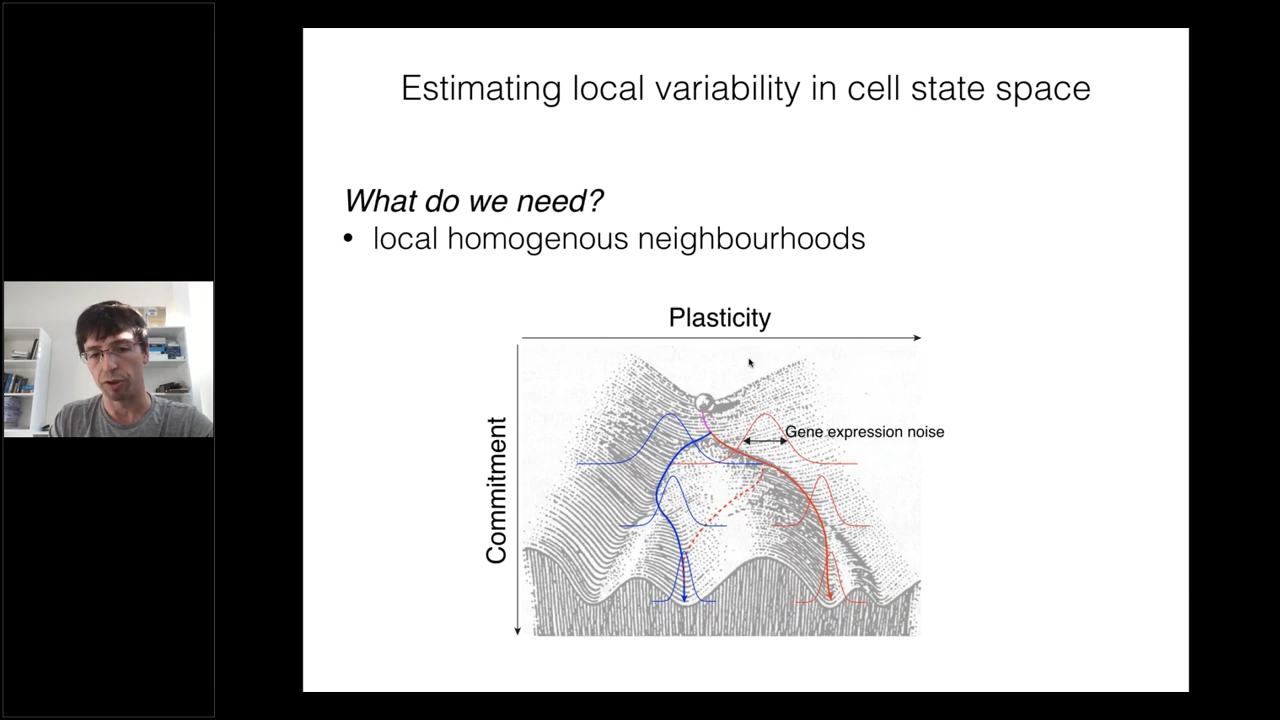 Estimating local variability in cell state space
What do we need?
• local homogenous neighbourhoods
Plasticity
Gene expression noise
Commitment